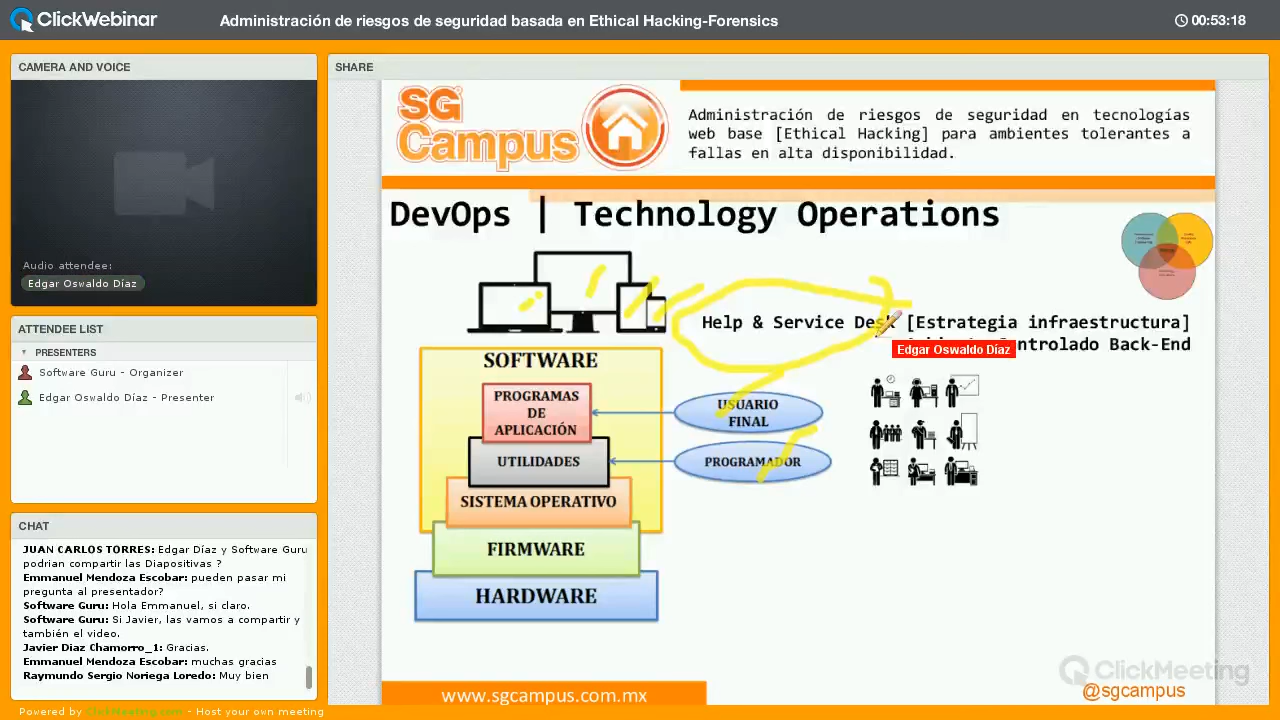 ClickWebinar
Administración de riesgos de seguridad basada en Ethical Hacking-Forensics
00:53:18
CAMERA AND VOICE
Audio attendee:
Edgar Oswaldo Díaz
ATTENDEE LIST
PRESENTERS
Software Guru - Organizer
Edgar Oswaldo Díaz - Presenter
CHAT
JUAN CARLOS TORRES: Edgar Díaz y Software Guru
podrian compartir las Diapositivas ?
Emmanuel Mendoza Escobar: pueden pasar mi
pregunta al presentador?
Software Guru: Hola Emmanuel, si claro.
Software Guru: Si Javier, las vamos a compartir y
también el video.
Javier Diaz Chamorro_1: Gracias.
Emmanuel Mendoza Escobar: muchas gracias
Raymundo Sergio Noriega Loredo: Muy bien
Powered by ClickMeeting.com - Host your own meeting
SHARE
SG
Campus
Administración de riesgos de seguridad en tecnologías
web base [Ethical Hacking] para ambientes tolerantes a
fallas en alta disponibilidad.
DevOps | Technology Operations
Help & Service Desk [Estrategia infraestructura]
Edgar Oswaldo Díaz
Back-End
SOFTWARE
PROGRAMAS
DE
APLICACIÓN
USUARIO
FINAL
UTILIDADES
PROGRAMADOR
SISTEMA OPERATIVO
FIRMWARE
HARDWARE
ClickMeeting
www.sgcampus.com.mx
@sgcampus